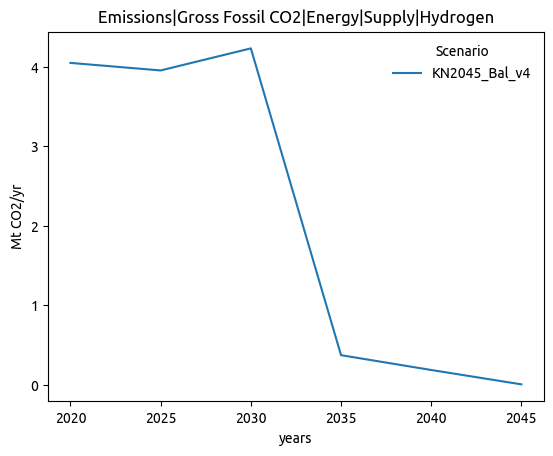 Emissions|Gross Fossil CO2|Energy|Supply|Hydrogen
Scenario
KN2045_Bal_v4
Mt CO2/yr
4
3
2
1
0
2020 2025 2030 2035 2040 2045
years